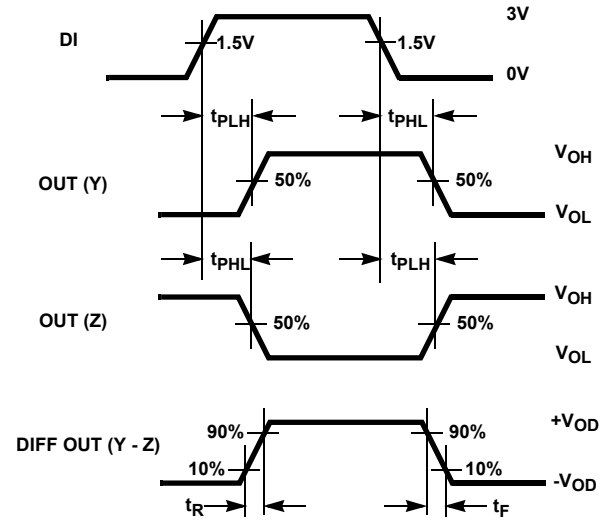 3V
DI
1.5V
1.5V
0V
tPLH
tPHL
VOH
OUT (Y)
50%
50%
VOL
tPHL
tPLH
VOH
OUT (Z)
50%
50%
VOL
+VOD
DIFF OUT (Y - Z)
90%
90%
10%
10%
-VOD
tR
tF